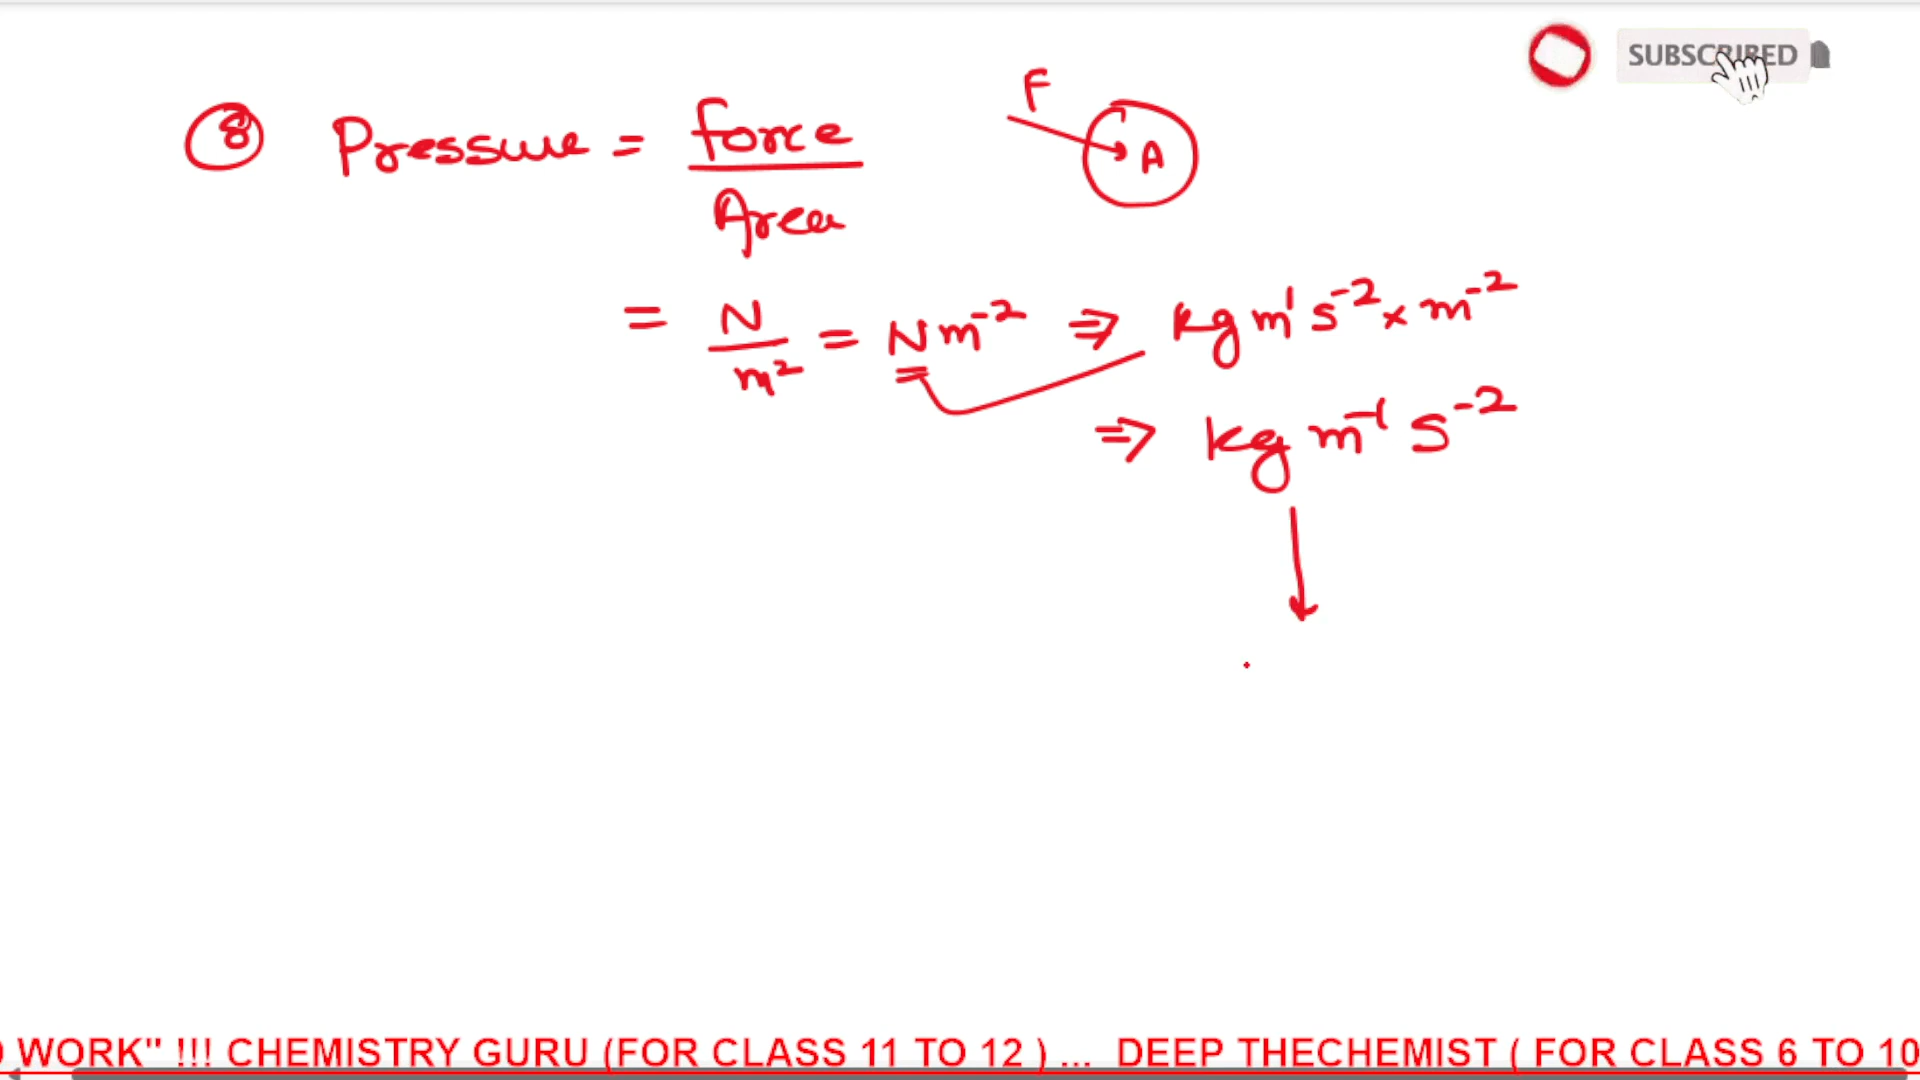 SUBSCRIBED
⑧ Pressure = force / Area
F
A
= N / m² = N m⁻² ⇒ kg m¹ s⁻² × m⁻²
⇒ kg m⁻¹ s⁻²
WORK" !!! CHEMISTRY GURU (FOR CLASS 11 TO 12 ) ... DEEP THECHEMIST ( FOR CLASS 6 TO 10